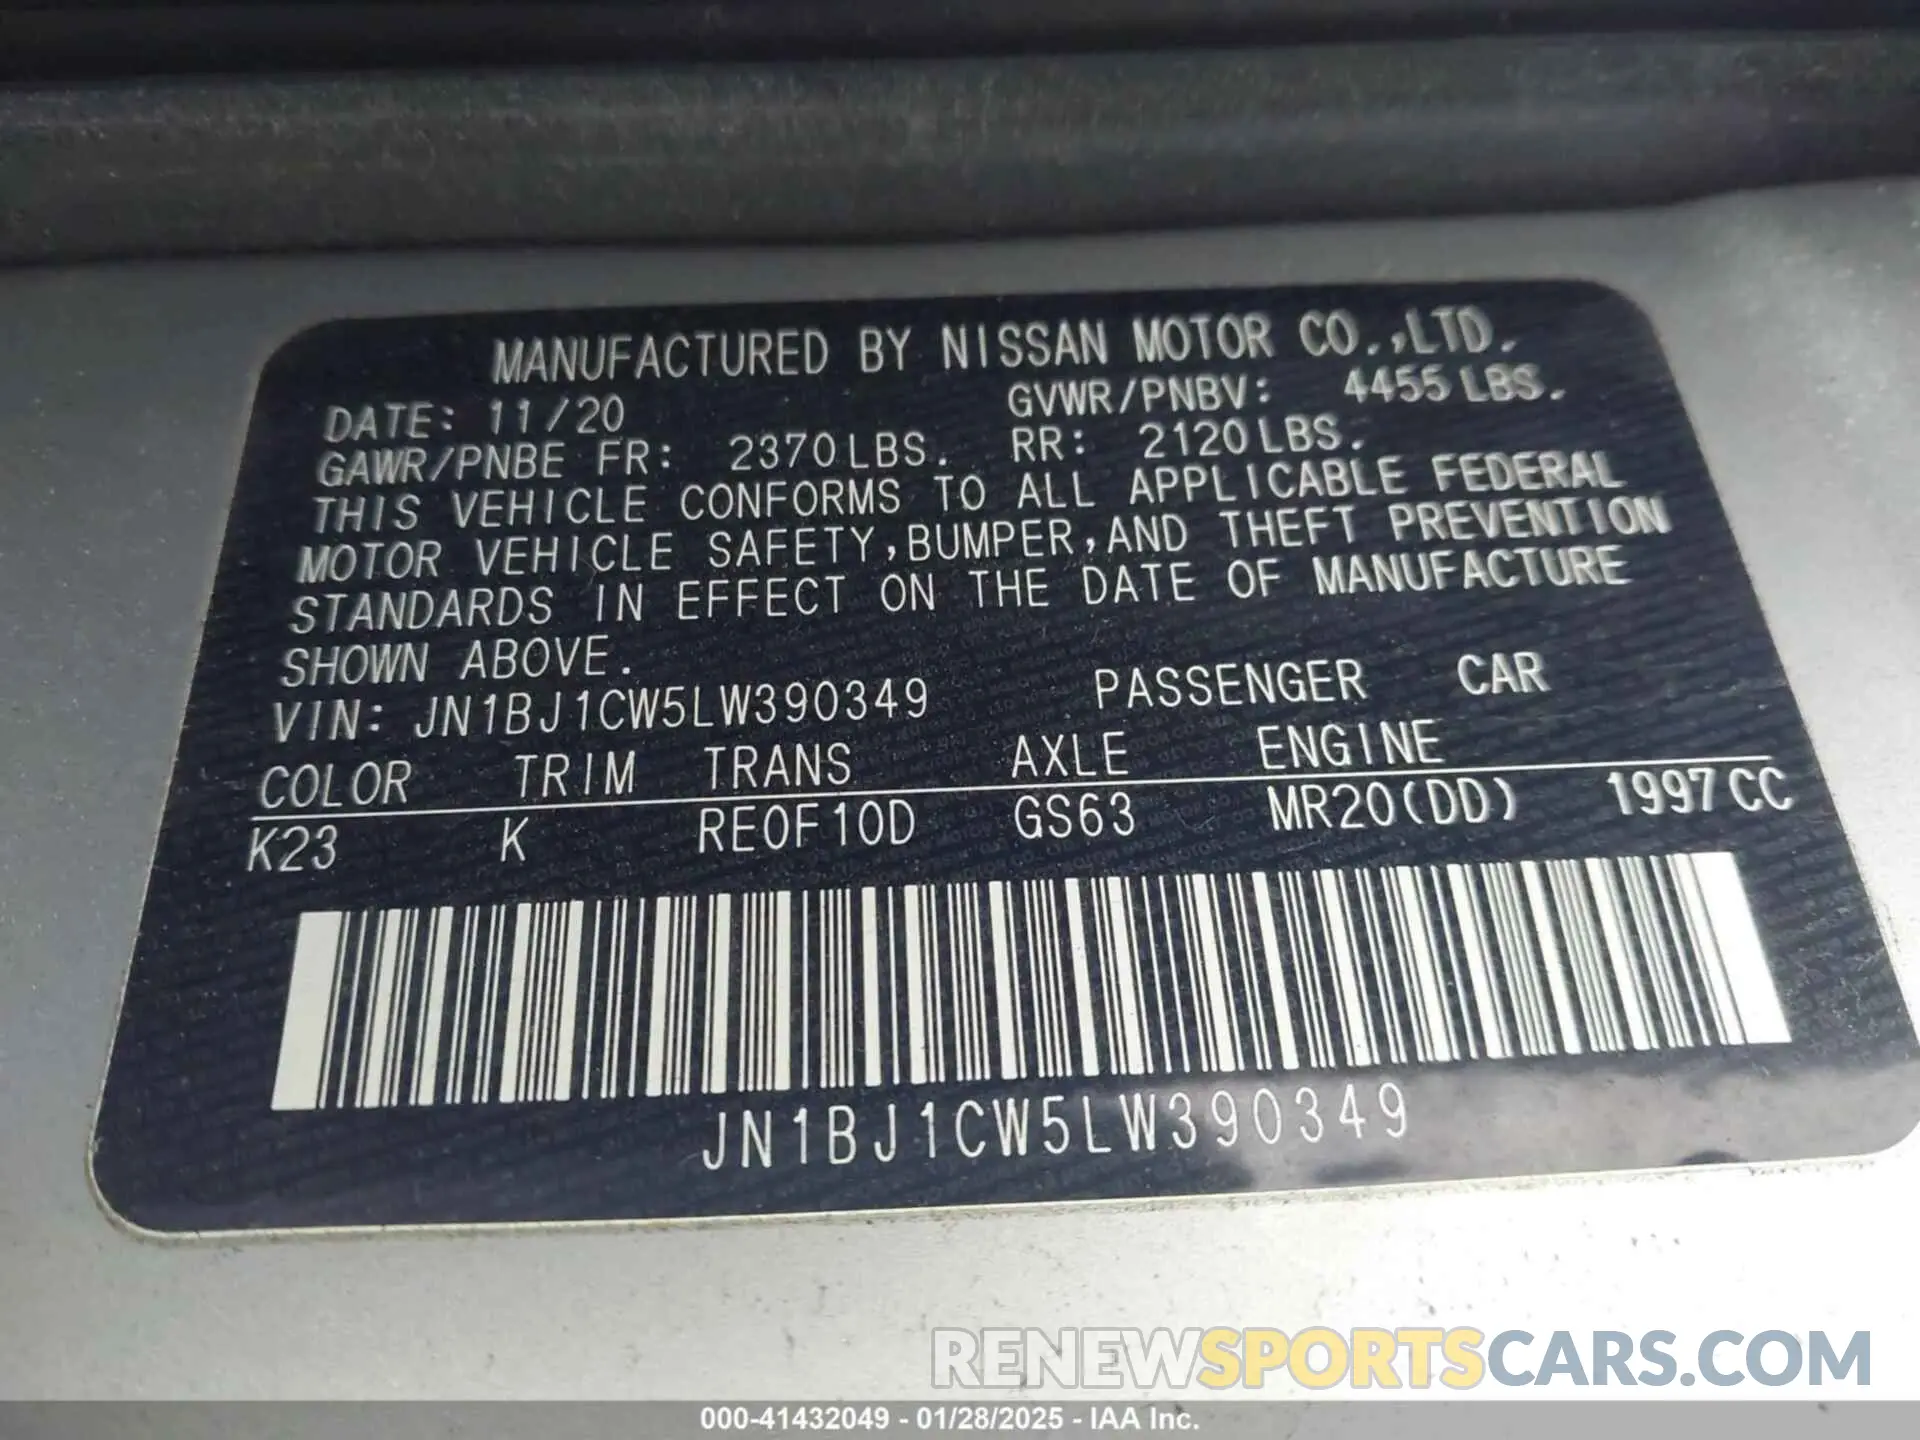 MANUFACTURED BY NISSAN MOTOR CO.,LTD.
DATE: 11/20 GVWR/PNBV: 4455 LBS.
GAWR/PNBE FR: 2370 LBS. RR: 2120 LBS.
THIS VEHICLE CONFORMS TO ALL APPLICABLE FEDERAL
MOTOR VEHICLE SAFETY,BUMPER,AND THEFT PREVENTION
STANDARDS IN EFFECT ON THE DATE OF MANUFACTURE
SHOWN ABOVE.
VIN: JN1BJ1CW5LW390349 PASSENGER CAR
COLOR TRIM TRANS AXLE ENGINE
K23 K RE0F10D GS63 MR20(DD) 1997 CC
JN1BJ1CW5LW390349
RENEWSPORTSCARS.COM
000-41432049 - 01/28/2025 - IAA Inc.